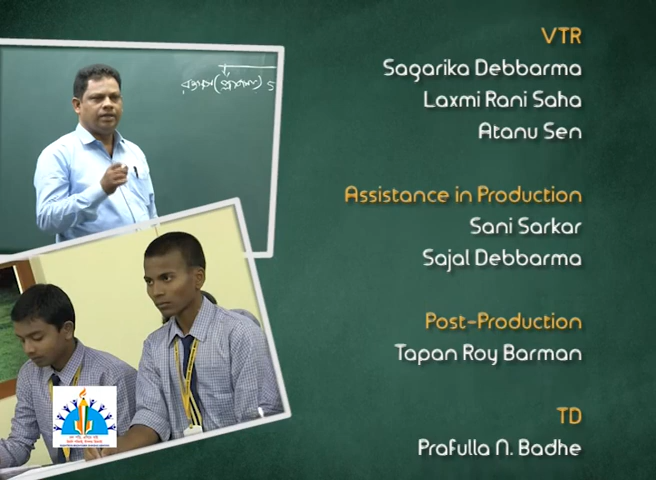 VTR
Sagarika Debbarma
Laxmi Rani Saha
Atanu Sen
Assistance in Production
Sani Sarkar
Sajal Debbarma
Post-Production
Tapan Roy Barman
TD
Prafulla N. Badhe